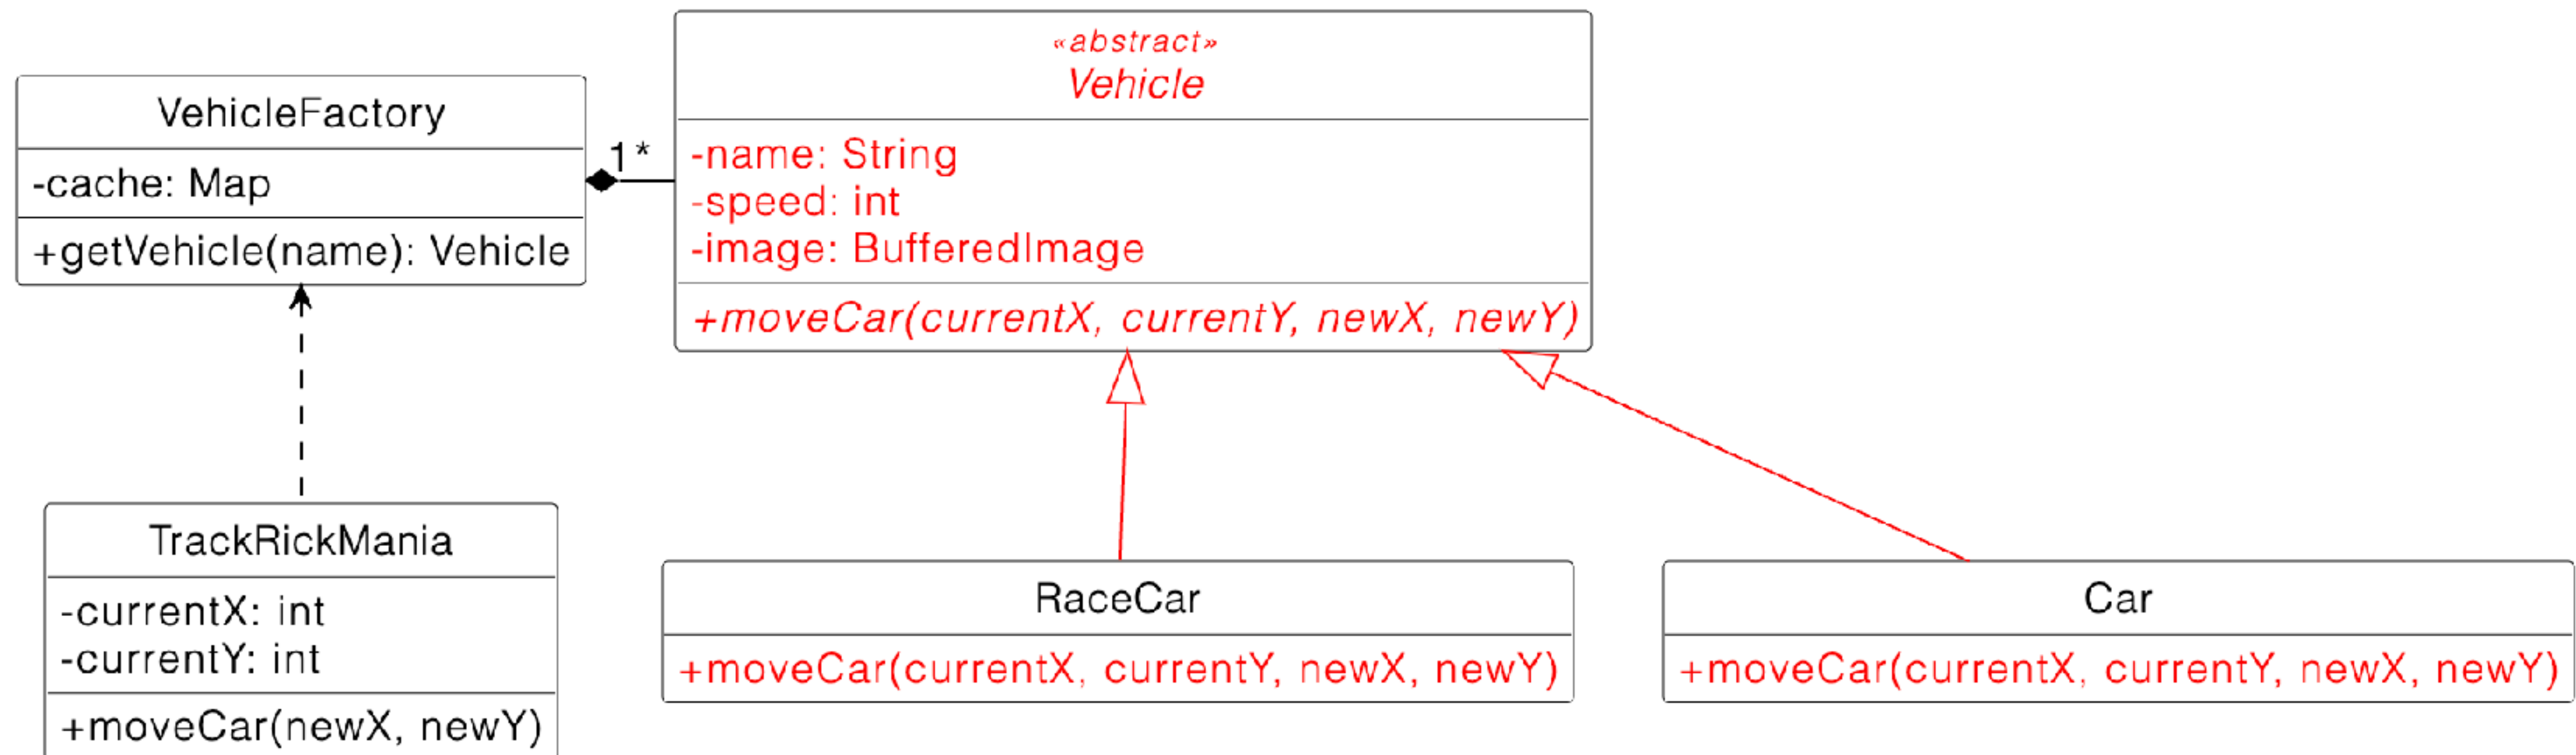 VehicleFactory
-cache: Map
+getVehicle(name): Vehicle
1*
«abstract»
Vehicle
-name: String
-speed: int
-image: BufferedImage
+moveCar(currentX, currentY, newX, newY)
TrackRickMania
-currentX: int
-currentY: int
+moveCar(newX, newY)
RaceCar
+moveCar(currentX, currentY, newX, newY)
Car
+moveCar(currentX, currentY, newX, newY)